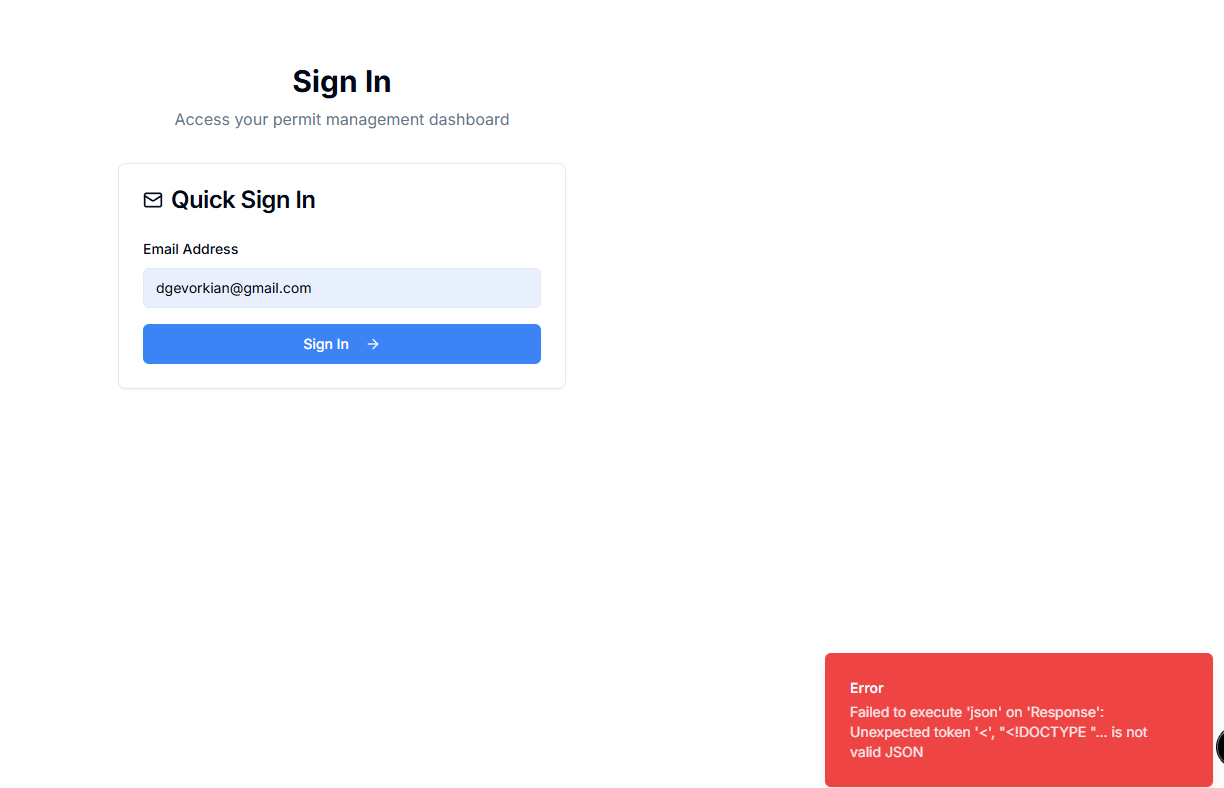 Sign In
Access your permit management dashboard
Quick Sign In
Email Address
dgevorkian@gmail.com
Sign In
Error
Failed to execute 'json' on 'Response':
Unexpected token '<', "<!DOCTYPE "... is not
valid JSON